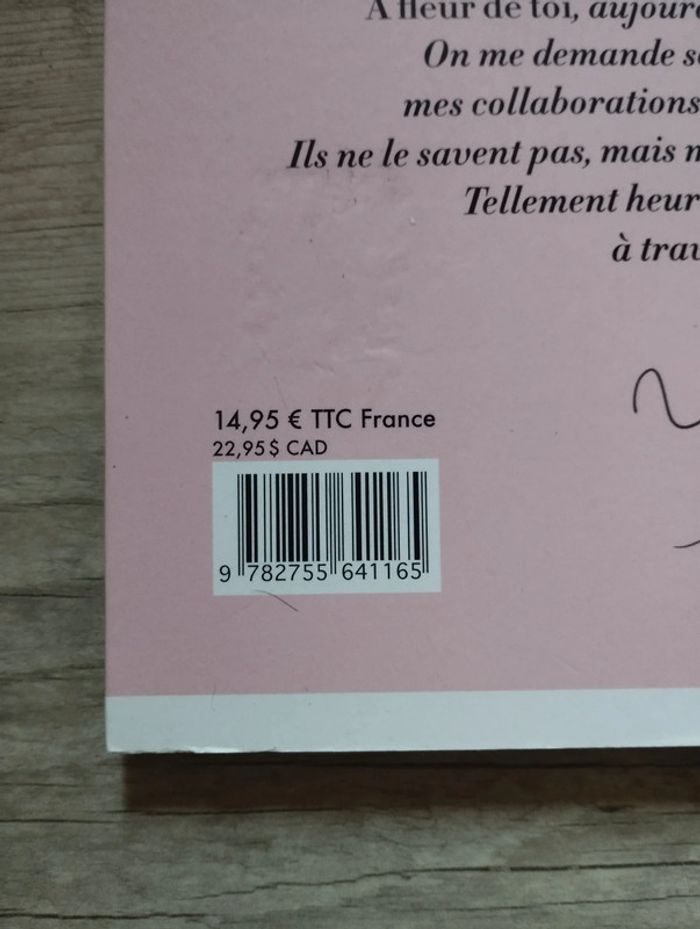 À fleur de toi, aujour
On me demande s
mes collaborations
Ils ne le savent pas, mais
Tellement heur
à trav
14,95 € TTC France
22,95$ CAD
9 782755 641165